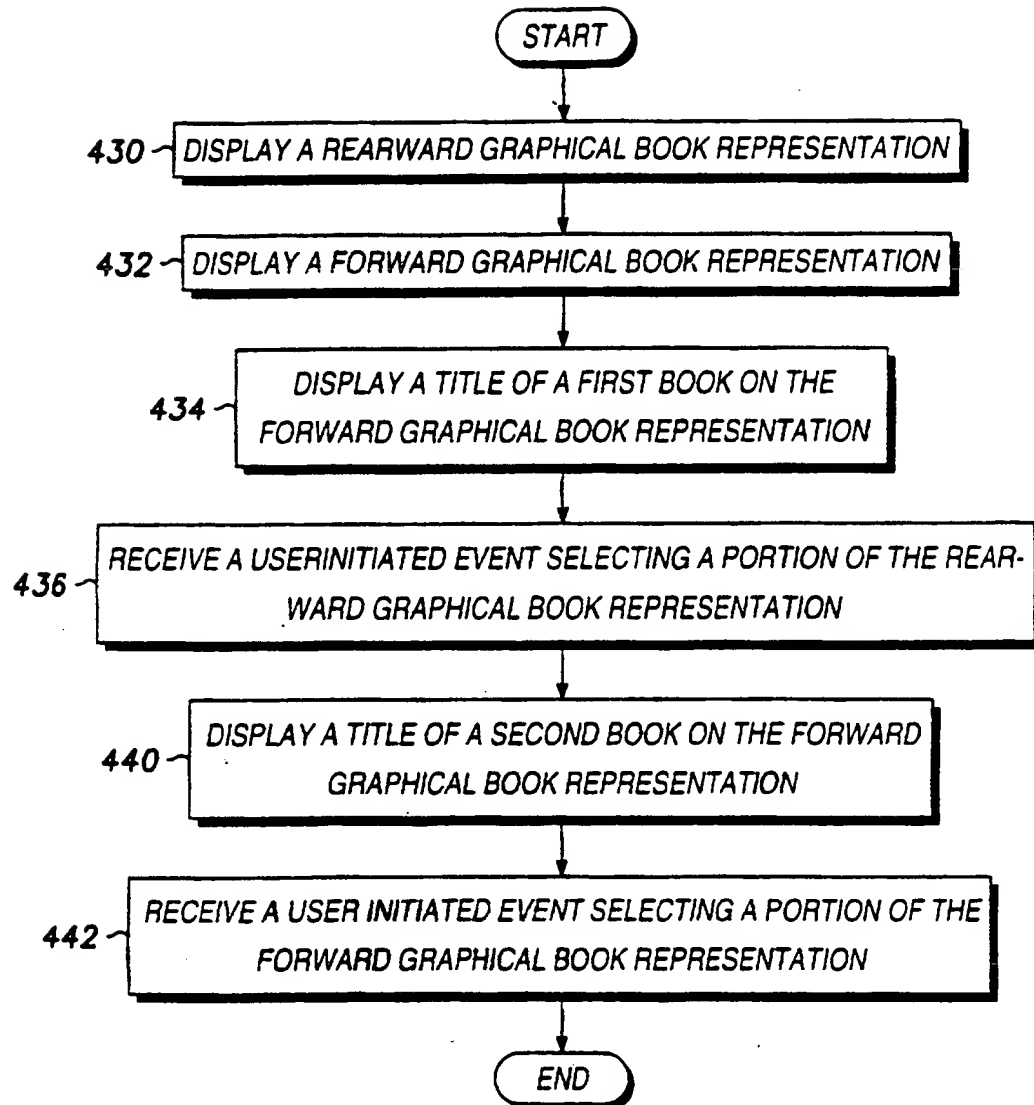 START
430 DISPLAY A REARWARD GRAPHICAL BOOK REPRESENTATION
432 DISPLAY A FORWARD GRAPHICAL BOOK REPRESENTATION
DISPLAY A TITLE OF A FIRST BOOK ON THE
434 FORWARD GRAPHICAL BOOK REPRESENTATION
RECEIVE A USERINITIATED EVENT SELECTING A PORTION OF THE REAR-
436 WARD GRAPHICAL BOOK REPRESENTATION
DISPLAY A TITLE OF A SECOND BOOK ON THE FORWARD
440 GRAPHICAL BOOK REPRESENTATION
RECEIVE A USER INITIATED EVENT SELECTING A PORTION OF THE
442 FORWARD GRAPHICAL BOOK REPRESENTATION
END